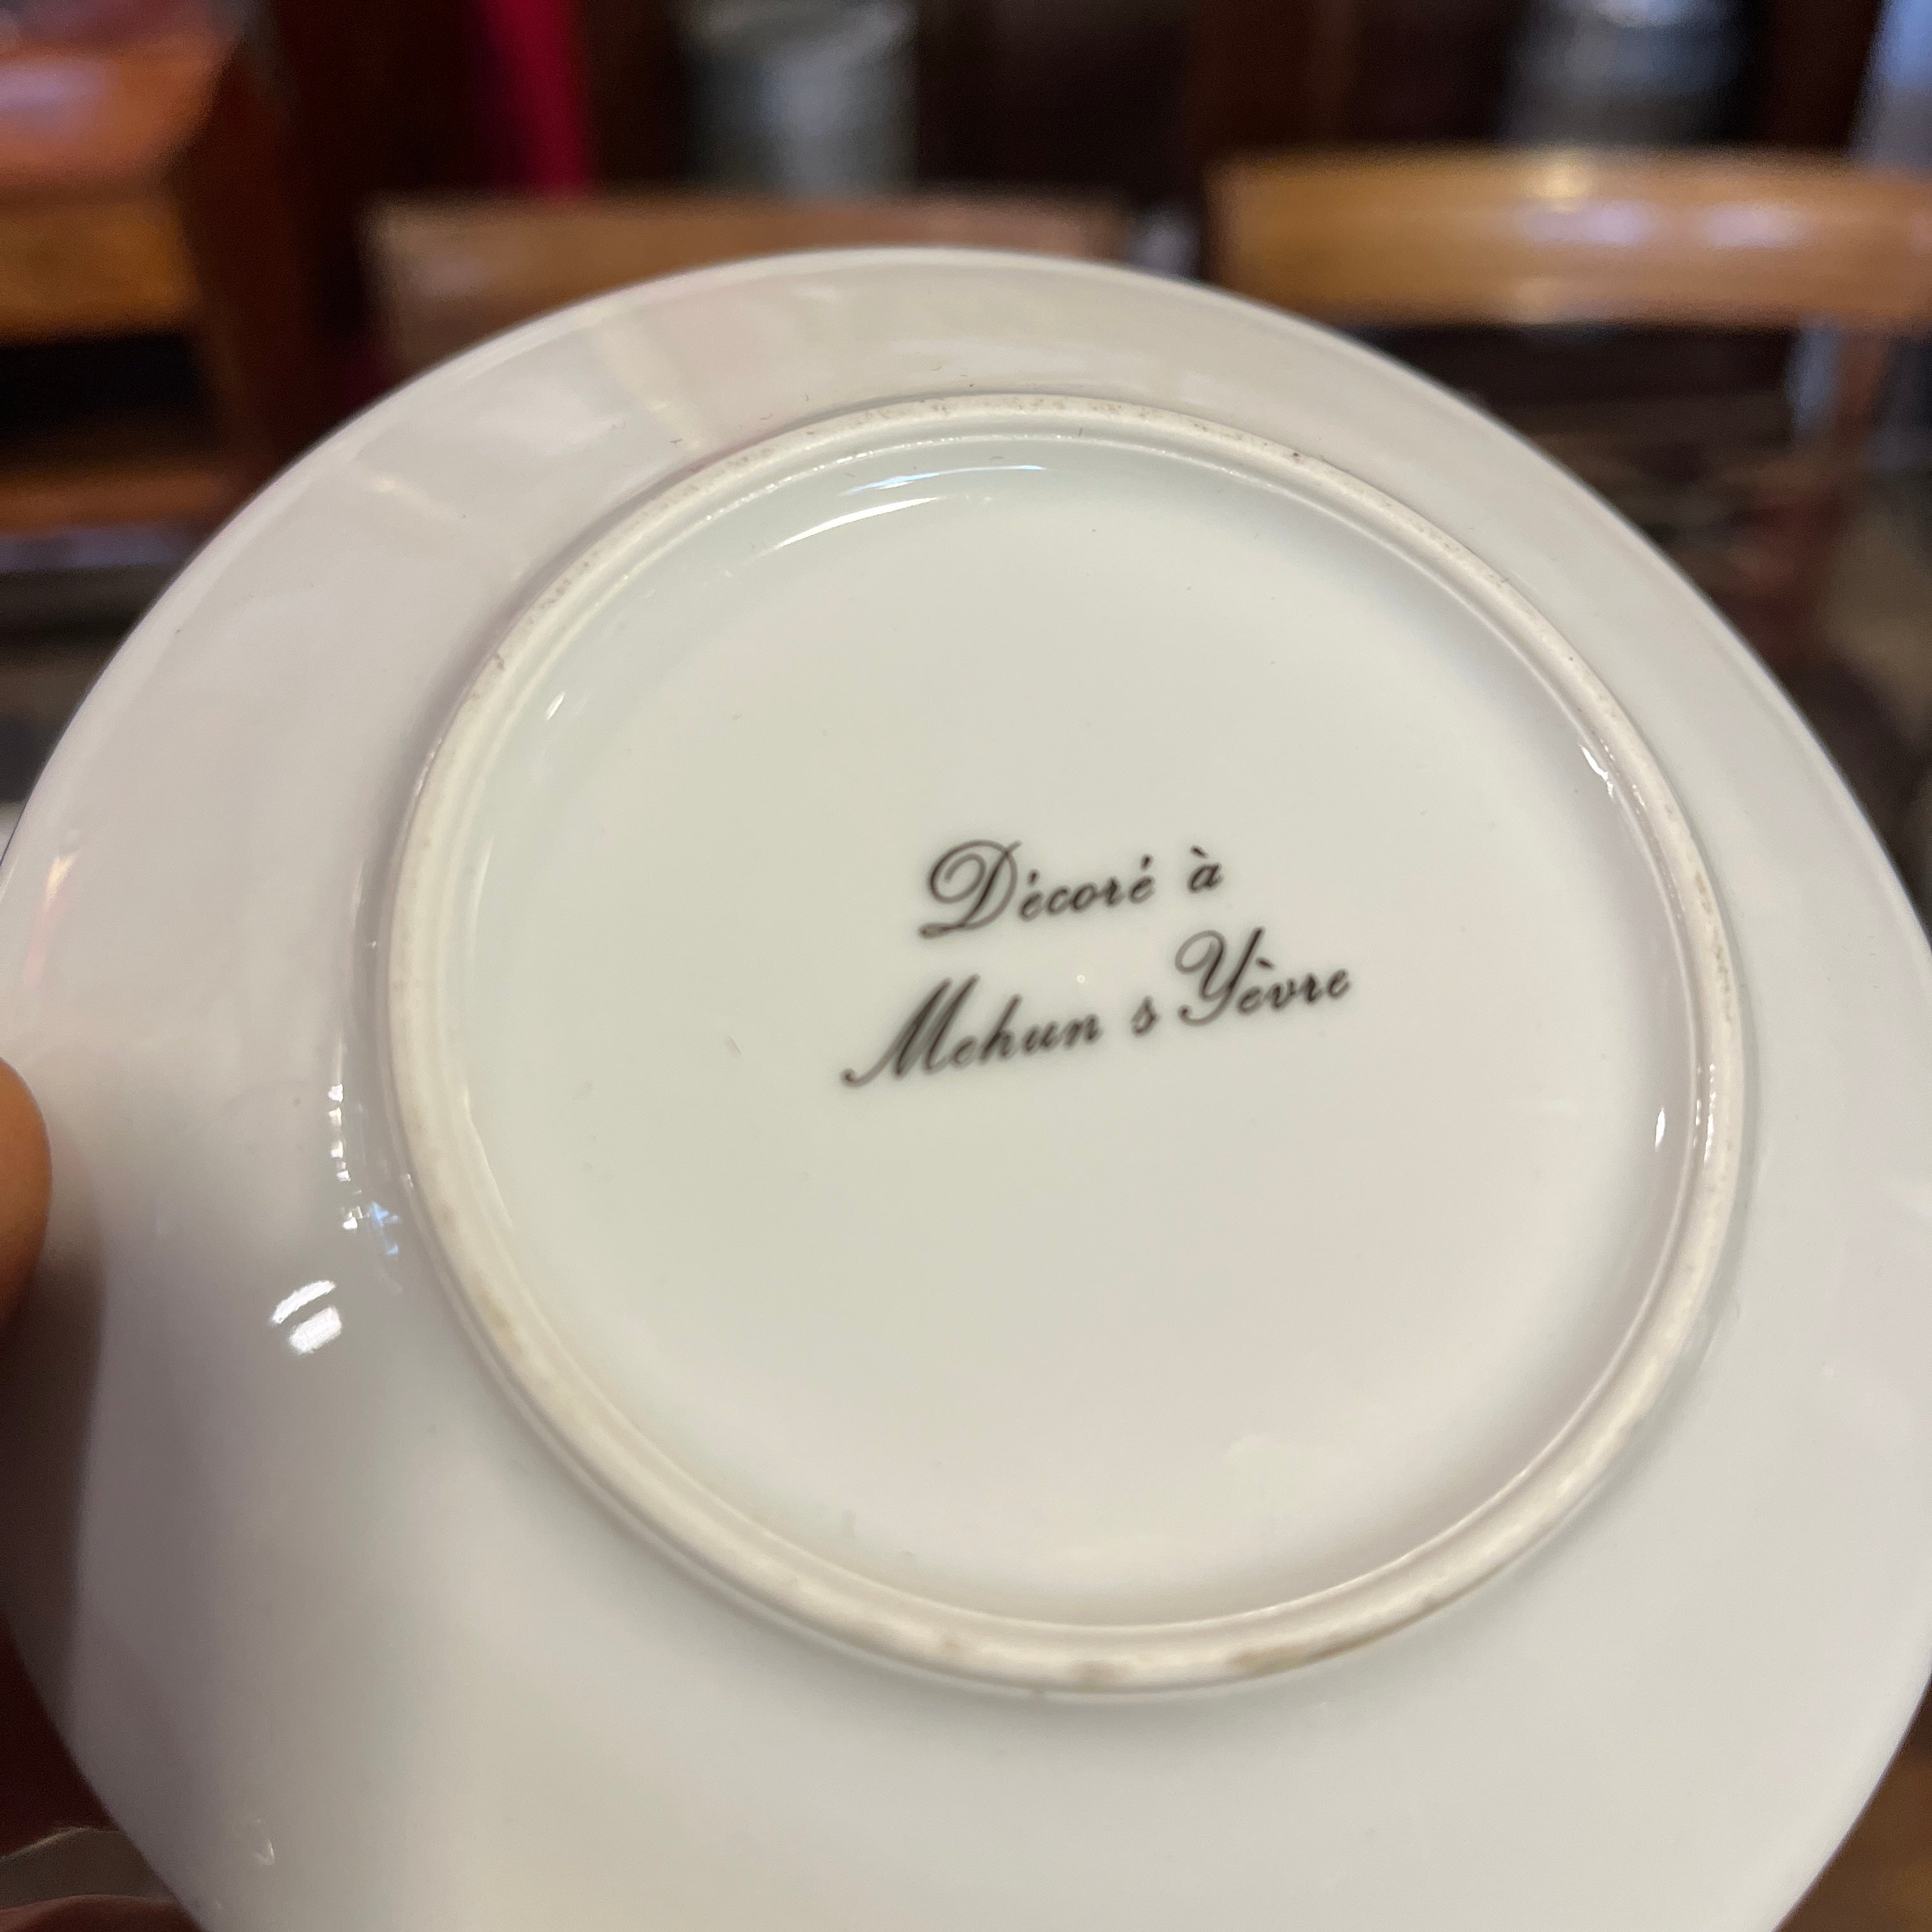 Décoré à
Mehun s Yèvre